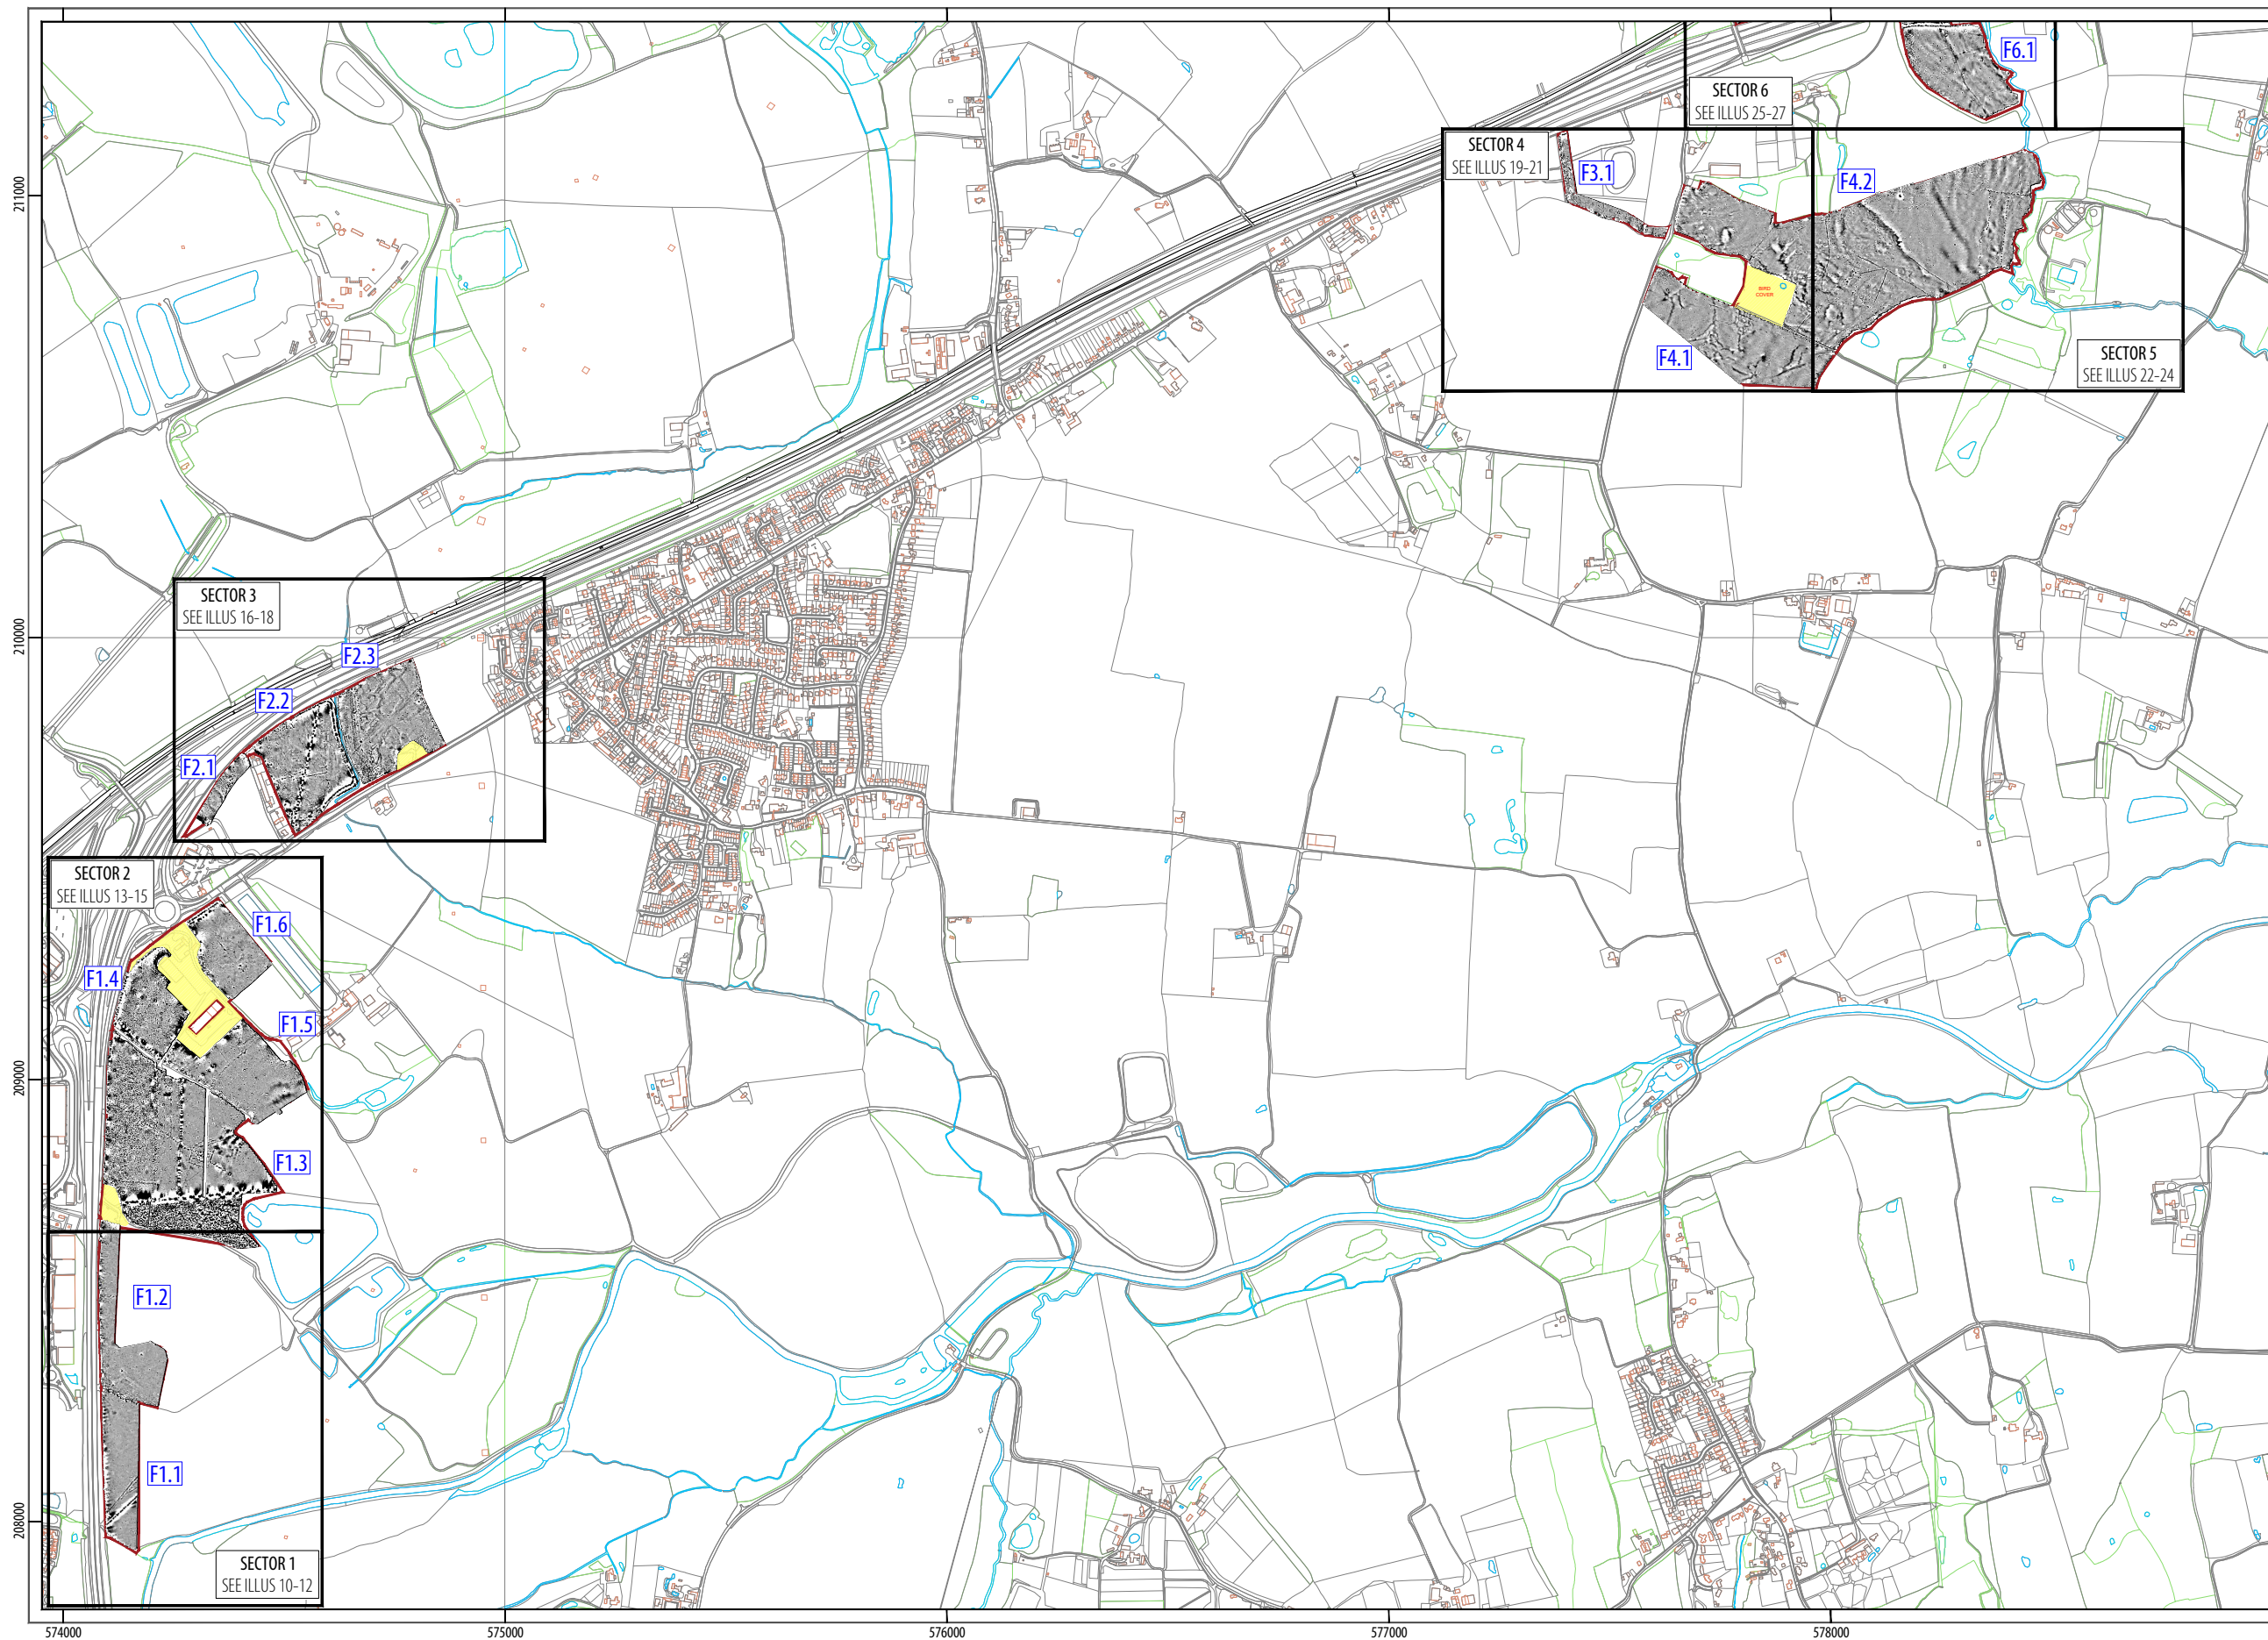 F6.1
SECTOR 6
SEE ILLUS 25-27
SECTOR 4
SEE ILLUS 19-21
F3.1
F4.2
211000
BIRD
COVER
F4.1
SECTOR 5
SEE ILLUS 22-24
SECTOR 3
SEE ILLUS 16-18
210000
F2.3
F2.2
F2.1
SECTOR 2
SEE ILLUS 13-15
F1.6
F1.4
F1.5
209000
F1.3
F1.2
F1.1
208000
SECTOR 1
SEE ILLUS 10-12
574000
575000
576000
577000
578000